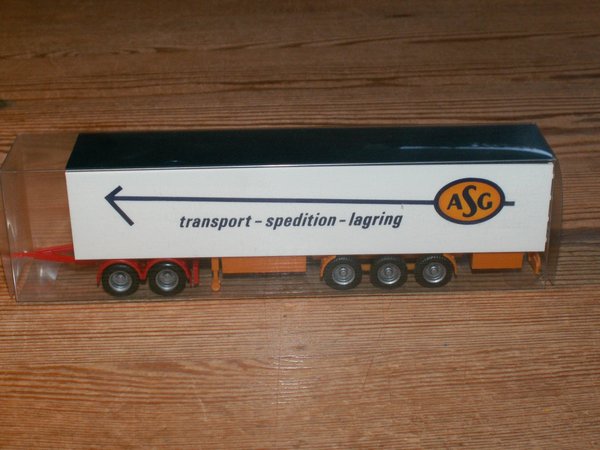 ASG
transport - spedition - lagring